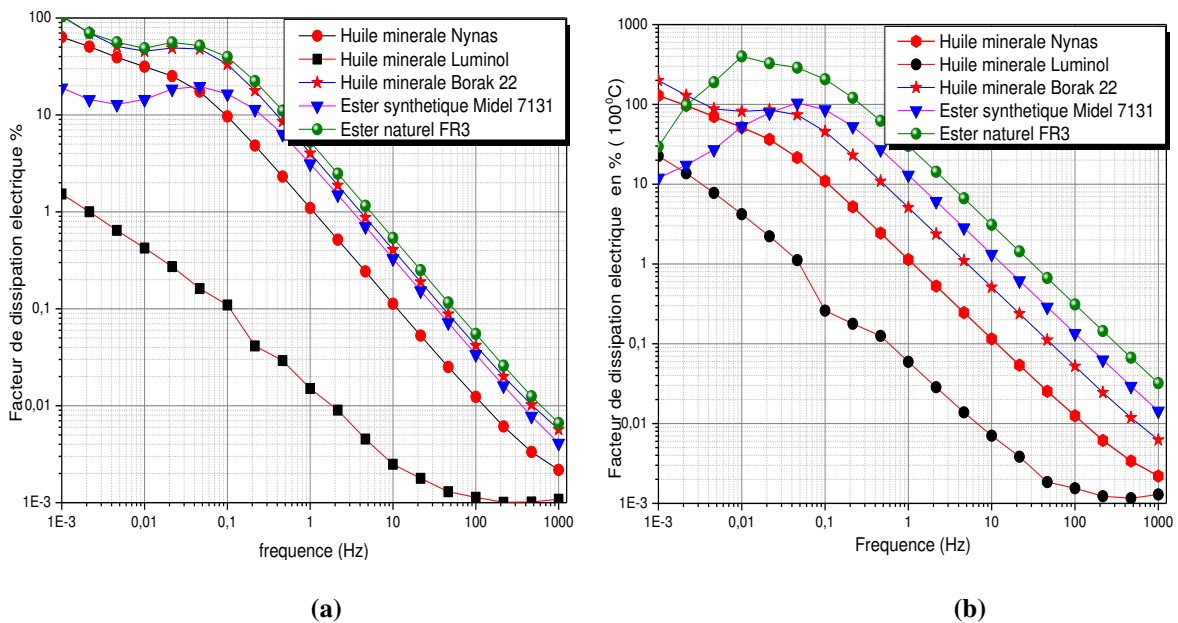 Facteur de dissipation electrique %
100
10
1
0,1
0,01
1E-3
1E-3 0,01 0,1 1 10 100 1000
frequence (Hz)
Huile minerale Nynas
Huile minerale Luminol
Huile minerale Borak 22
Ester synthetique Midel 7131
Ester naturel FR3
(a)
Facteur de dissipation electrique en % ( 100⁰C)
1000
100
10
1
0,1
0,01
1E-3
1E-3 0,01 0,1 1 10 100 1000
Frequence (Hz)
Huile minerale Nynas
Huile minerale Luminol
Huile minerale Borak 22
Ester synthetique Midel 7131
Ester naturel FR3
(b)